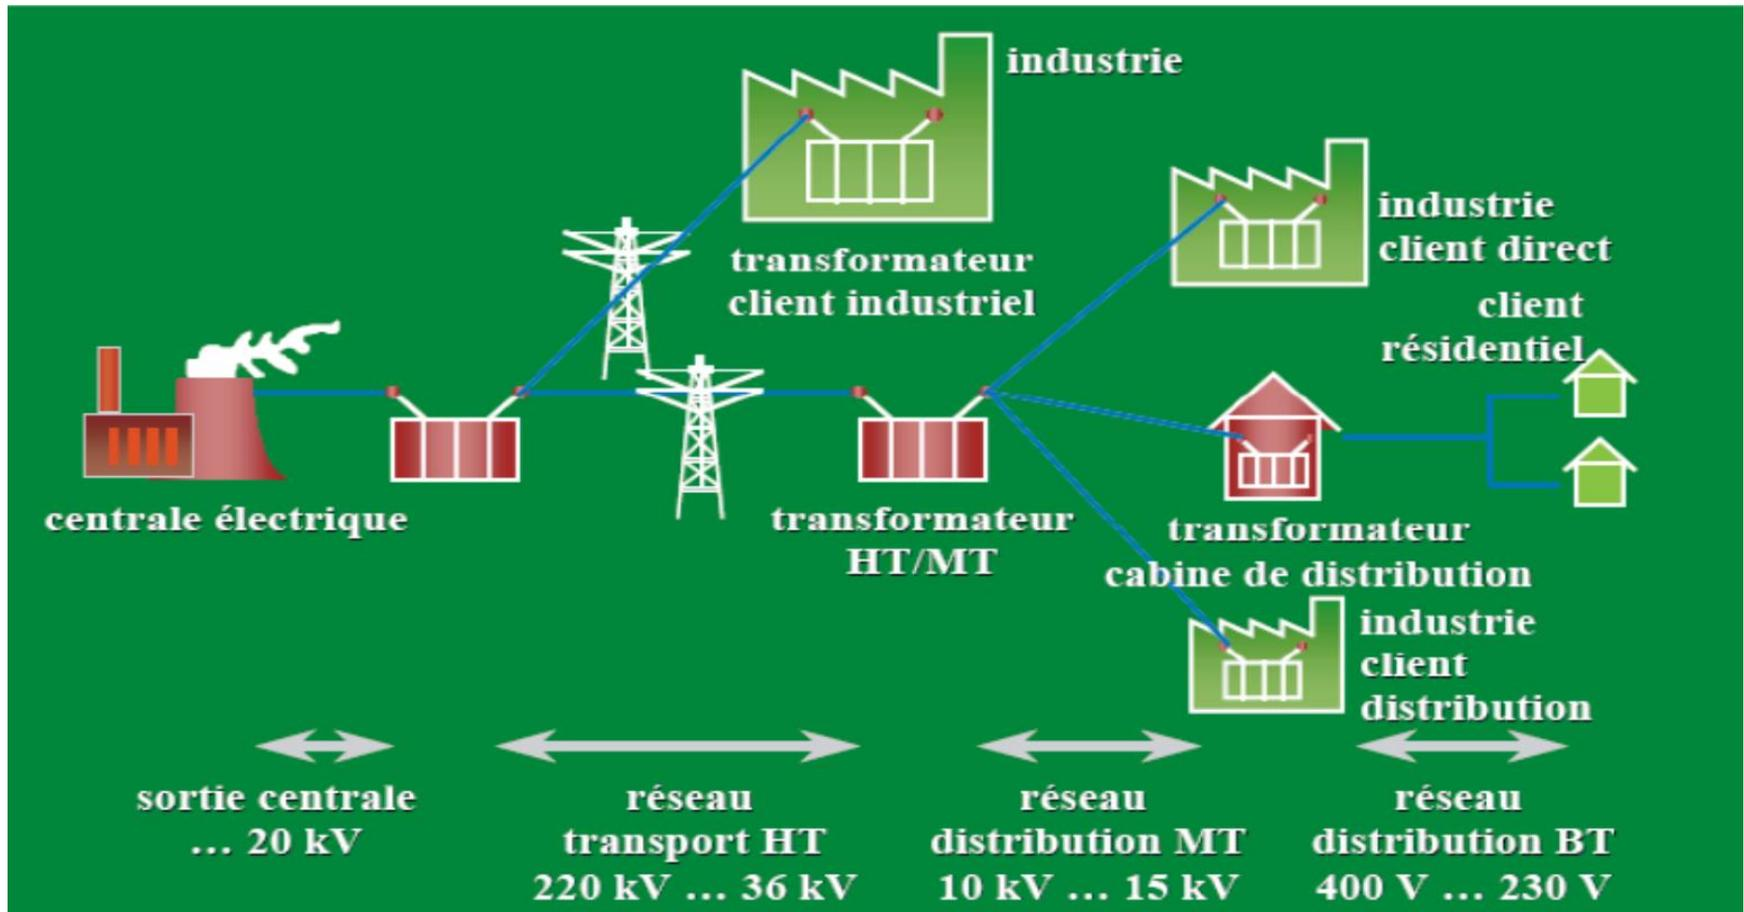 industrie
transformateur
client industriel
industrie
client direct
client
résidentiel
centrale électrique
transformateur
HT/MT
transformateur
cabine de distribution
industrie
client
distribution
sortie centrale
... 20 kV
réseau
transport HT
220 kV ... 36 kV
réseau
distribution MT
10 kV ... 15 kV
réseau
distribution BT
400 V ... 230 V